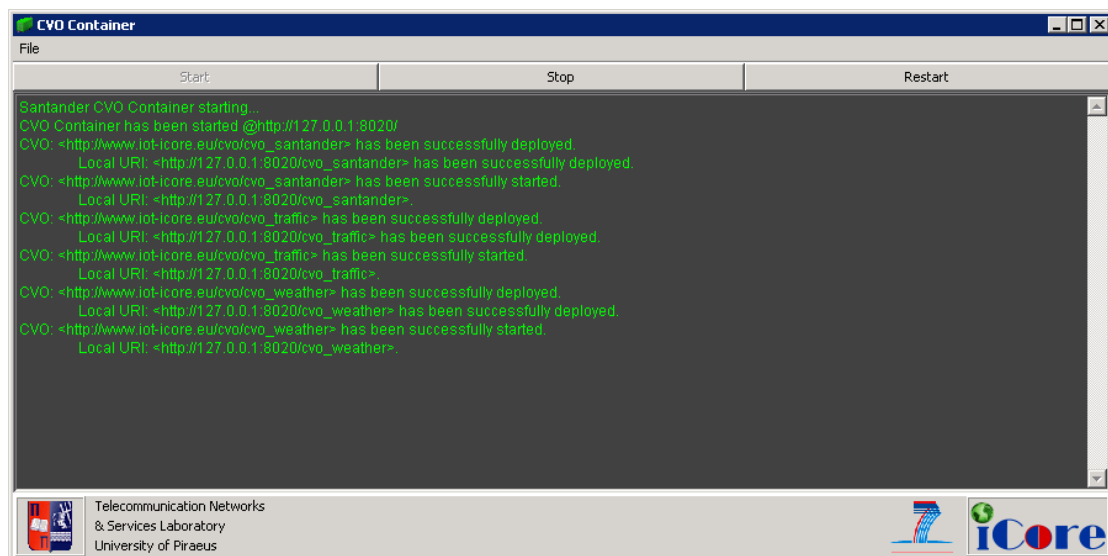 CVO Container
File
Start Stop Restart
Santander CVO Container starting...
CVO Container has been started @http://127.0.0.1:8020/
CVO: <http://www.iot-icore.eu/cvo/cvo_santander> has been successfully deployed.
Local URI: <http://127.0.0.1:8020/cvo_santander> has been successfully deployed.
CVO: <http://www.iot-icore.eu/cvo/cvo_santander> has been successfully started.
Local URI: <http://127.0.0.1:8020/cvo_santander>.
CVO: <http://www.iot-icore.eu/cvo/cvo_traffic> has been successfully deployed.
Local URI: <http://127.0.0.1:8020/cvo_traffic> has been successfully deployed.
CVO: <http://www.iot-icore.eu/cvo/cvo_traffic> has been successfully started.
Local URI: <http://127.0.0.1:8020/cvo_traffic>.
CVO: <http://www.iot-icore.eu/cvo/cvo_weather> has been successfully deployed.
Local URI: <http://127.0.0.1:8020/cvo_weather> has been successfully deployed.
CVO: <http://www.iot-icore.eu/cvo/cvo_weather> has been successfully started.
Local URI: <http://127.0.0.1:8020/cvo_weather>.
Telecommunication Networks
& Services Laboratory
University of Piraeus
iCore